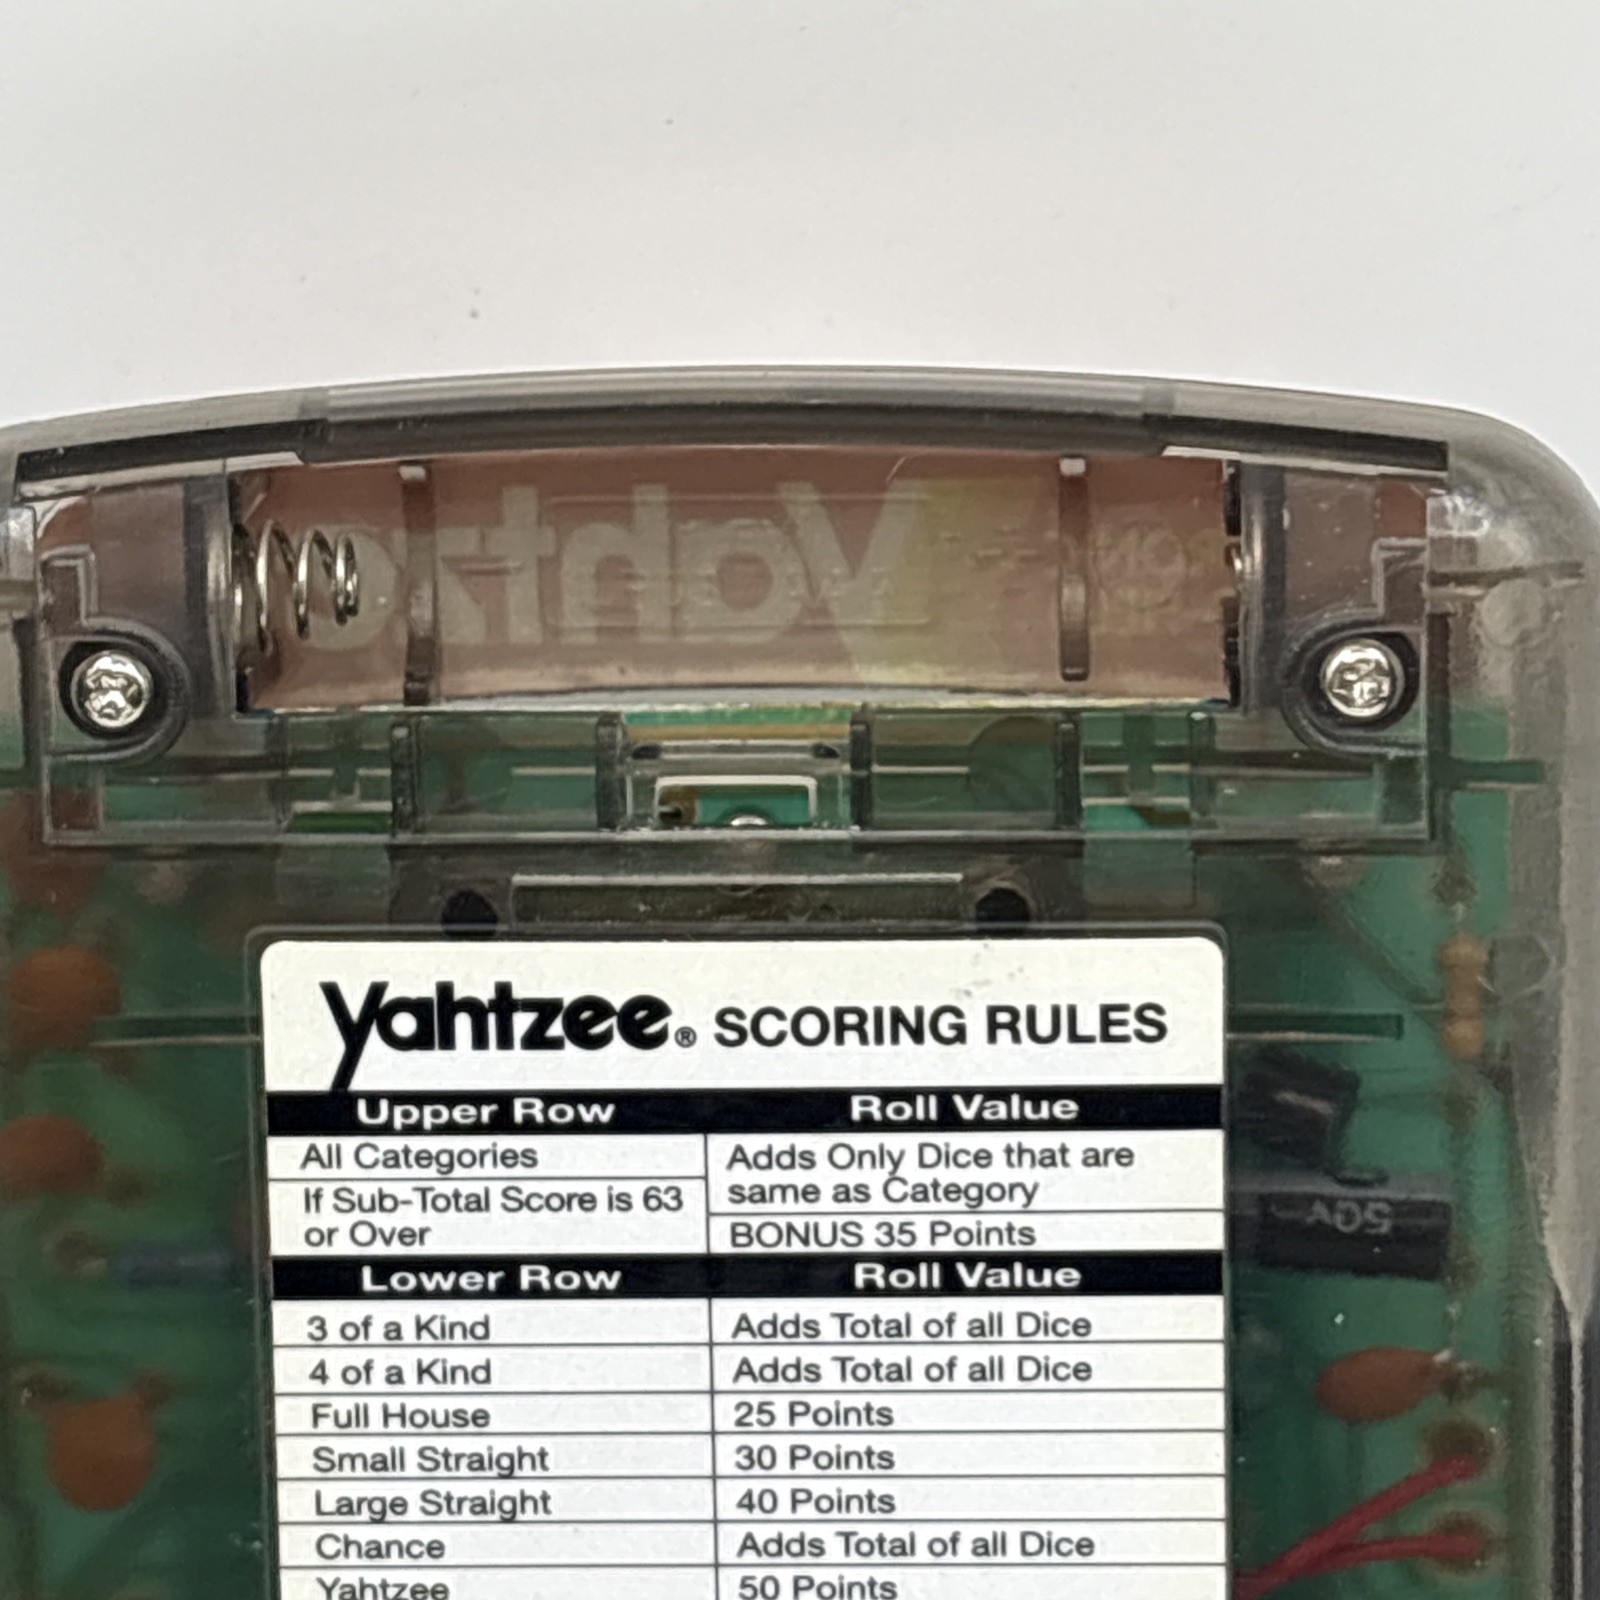 Yahtzee® SCORING RULES
Upper Row Roll Value
All Categories
Adds Only Dice that are
same as Category
If Sub-Total Score is 63
or Over
BONUS 35 Points
Lower Row Roll Value
3 of a Kind Adds Total of all Dice
4 of a Kind Adds Total of all Dice
Full House 25 Points
Small Straight 30 Points
Large Straight 40 Points
Chance Adds Total of all Dice
Yahtzee 50 Points
50V